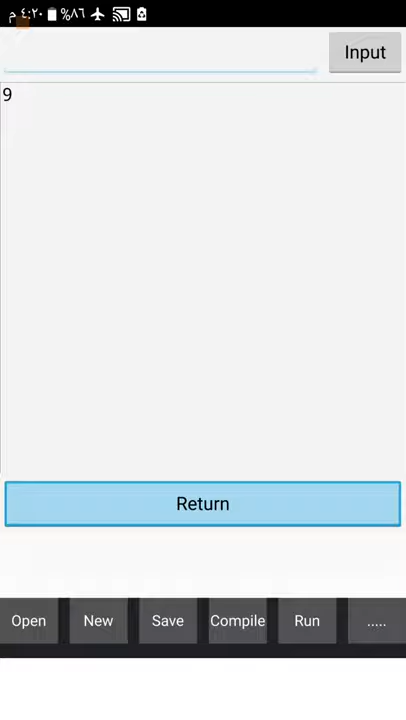 م ٤:٢٠ %٨٦
Input
9
Return
Open New Save Compile Run .....